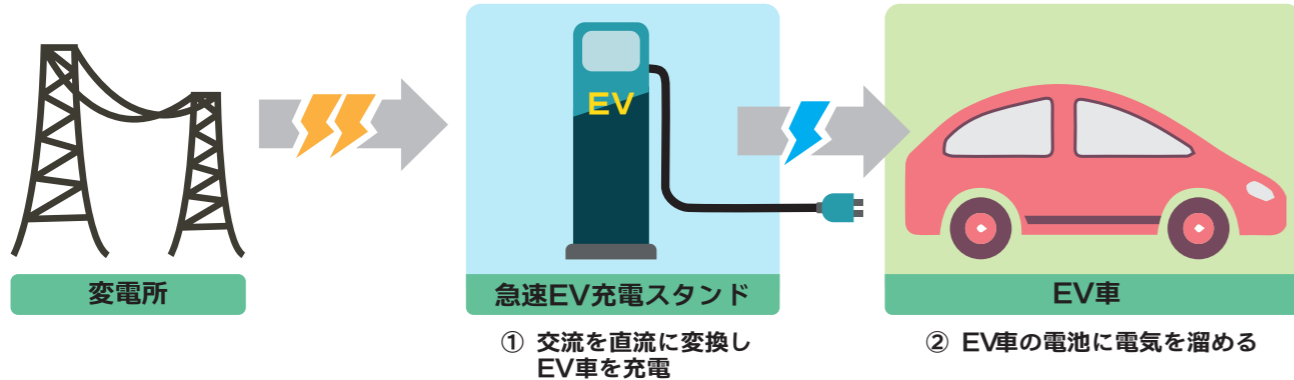 EV
変電所
急速EV充電スタンド
EV車
① 交流を直流に変換し
EV車を充電
② EV車の電池に電気を溜める